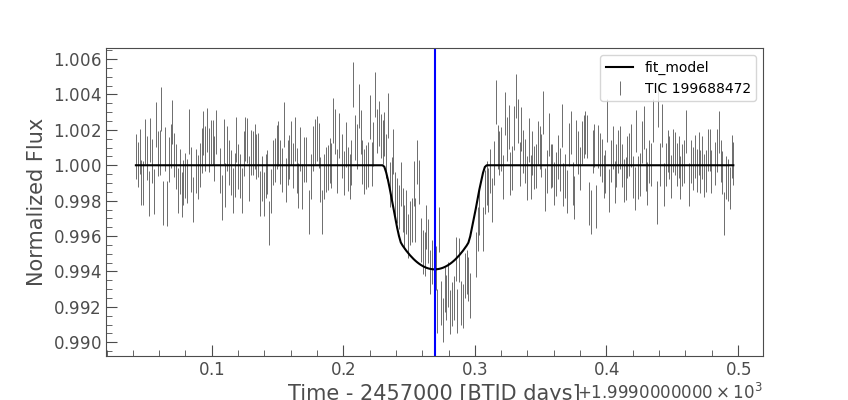 1.006
1.004
1.002
1.000
0.998
0.996
0.994
0.992
0.990
Normalized Flux
fit_model
TIC 199688472
0.1 0.2 0.3 0.4 0.5
Time - 2457000 [BTJD days]
+1.9990000000 × 10³